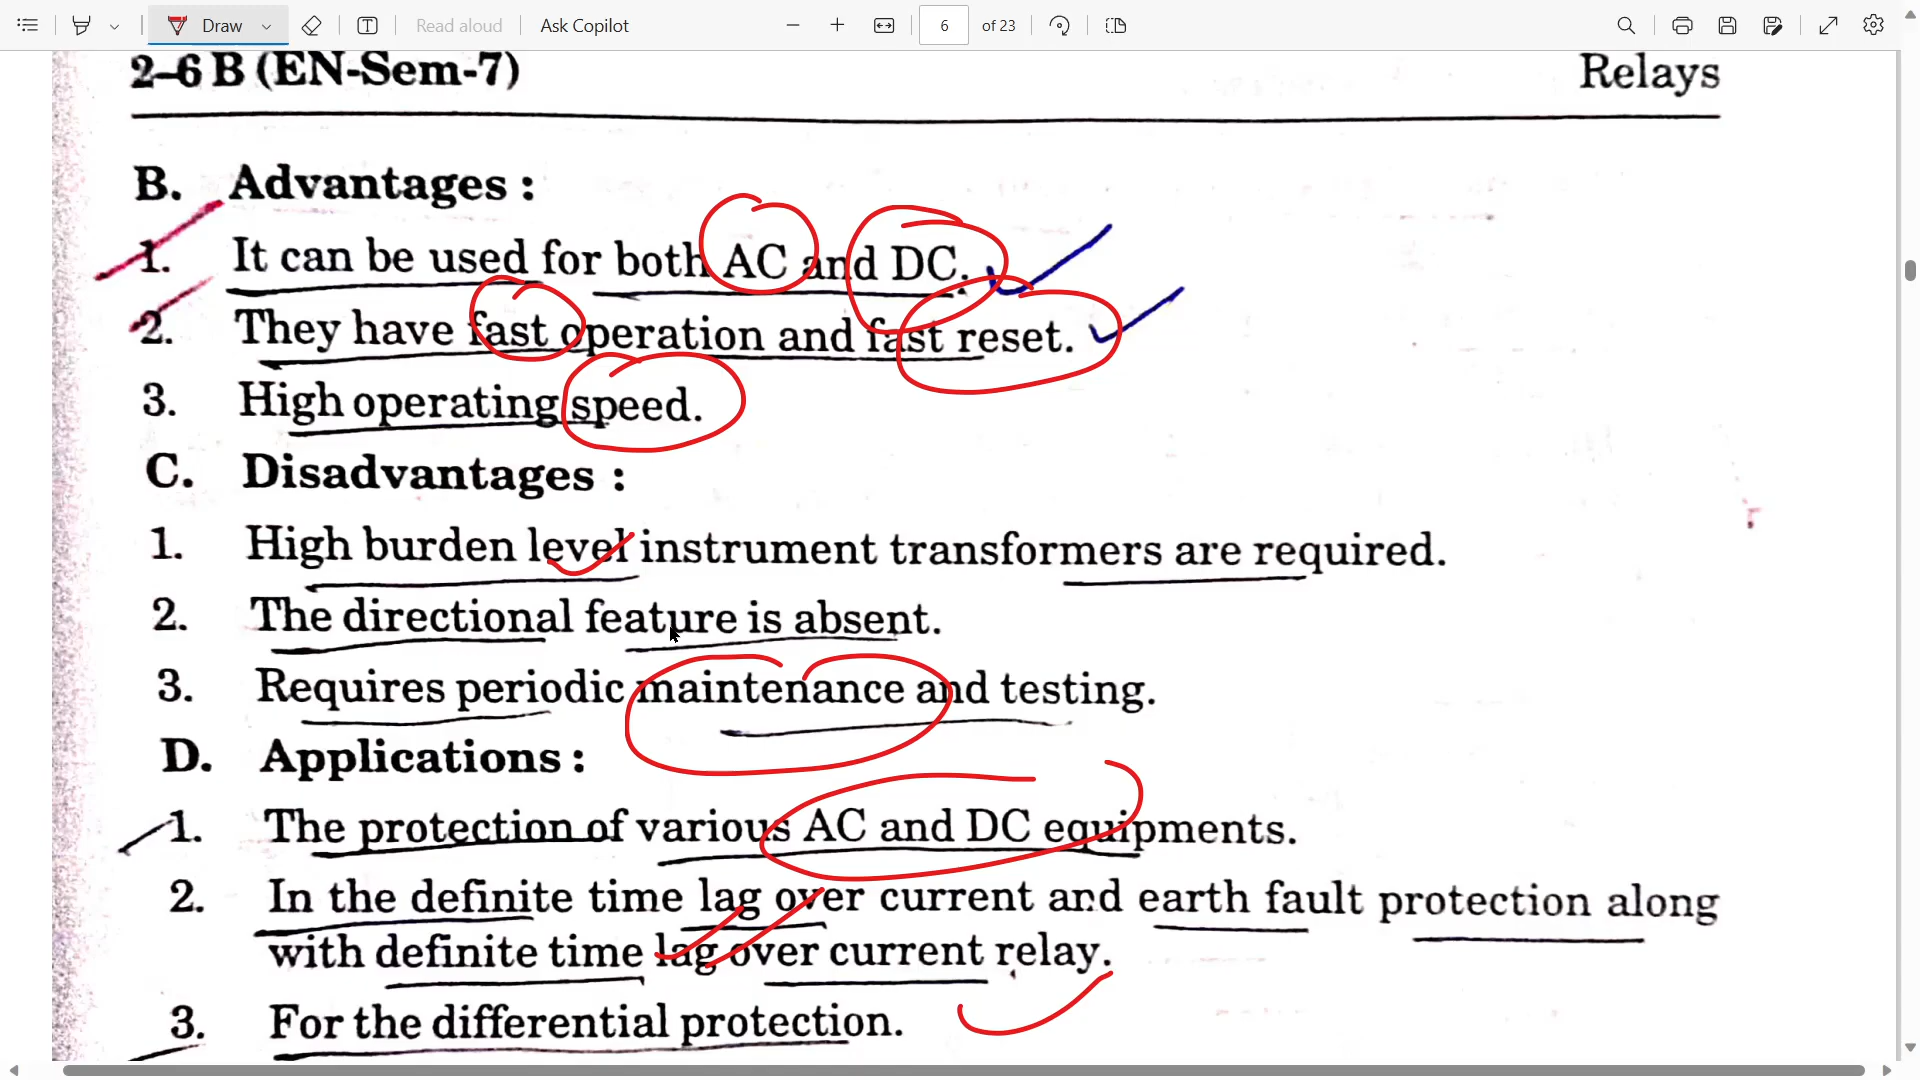 Draw
Read aloud
Ask Copilot
6 of 23
2–6 B (EN-Sem-7)
Relays
B. Advantages :
1. It can be used for both AC and DC.
2. They have fast operation and fast reset.
3. High operating speed.
C. Disadvantages :
1. High burden level instrument transformers are required.
2. The directional feature is absent.
3. Requires periodic maintenance and testing.
D. Applications :
1. The protection of various AC and DC equipments.
2. In the definite time lag over current and earth fault protection along
with definite time lag over current relay.
3. For the differential protection.